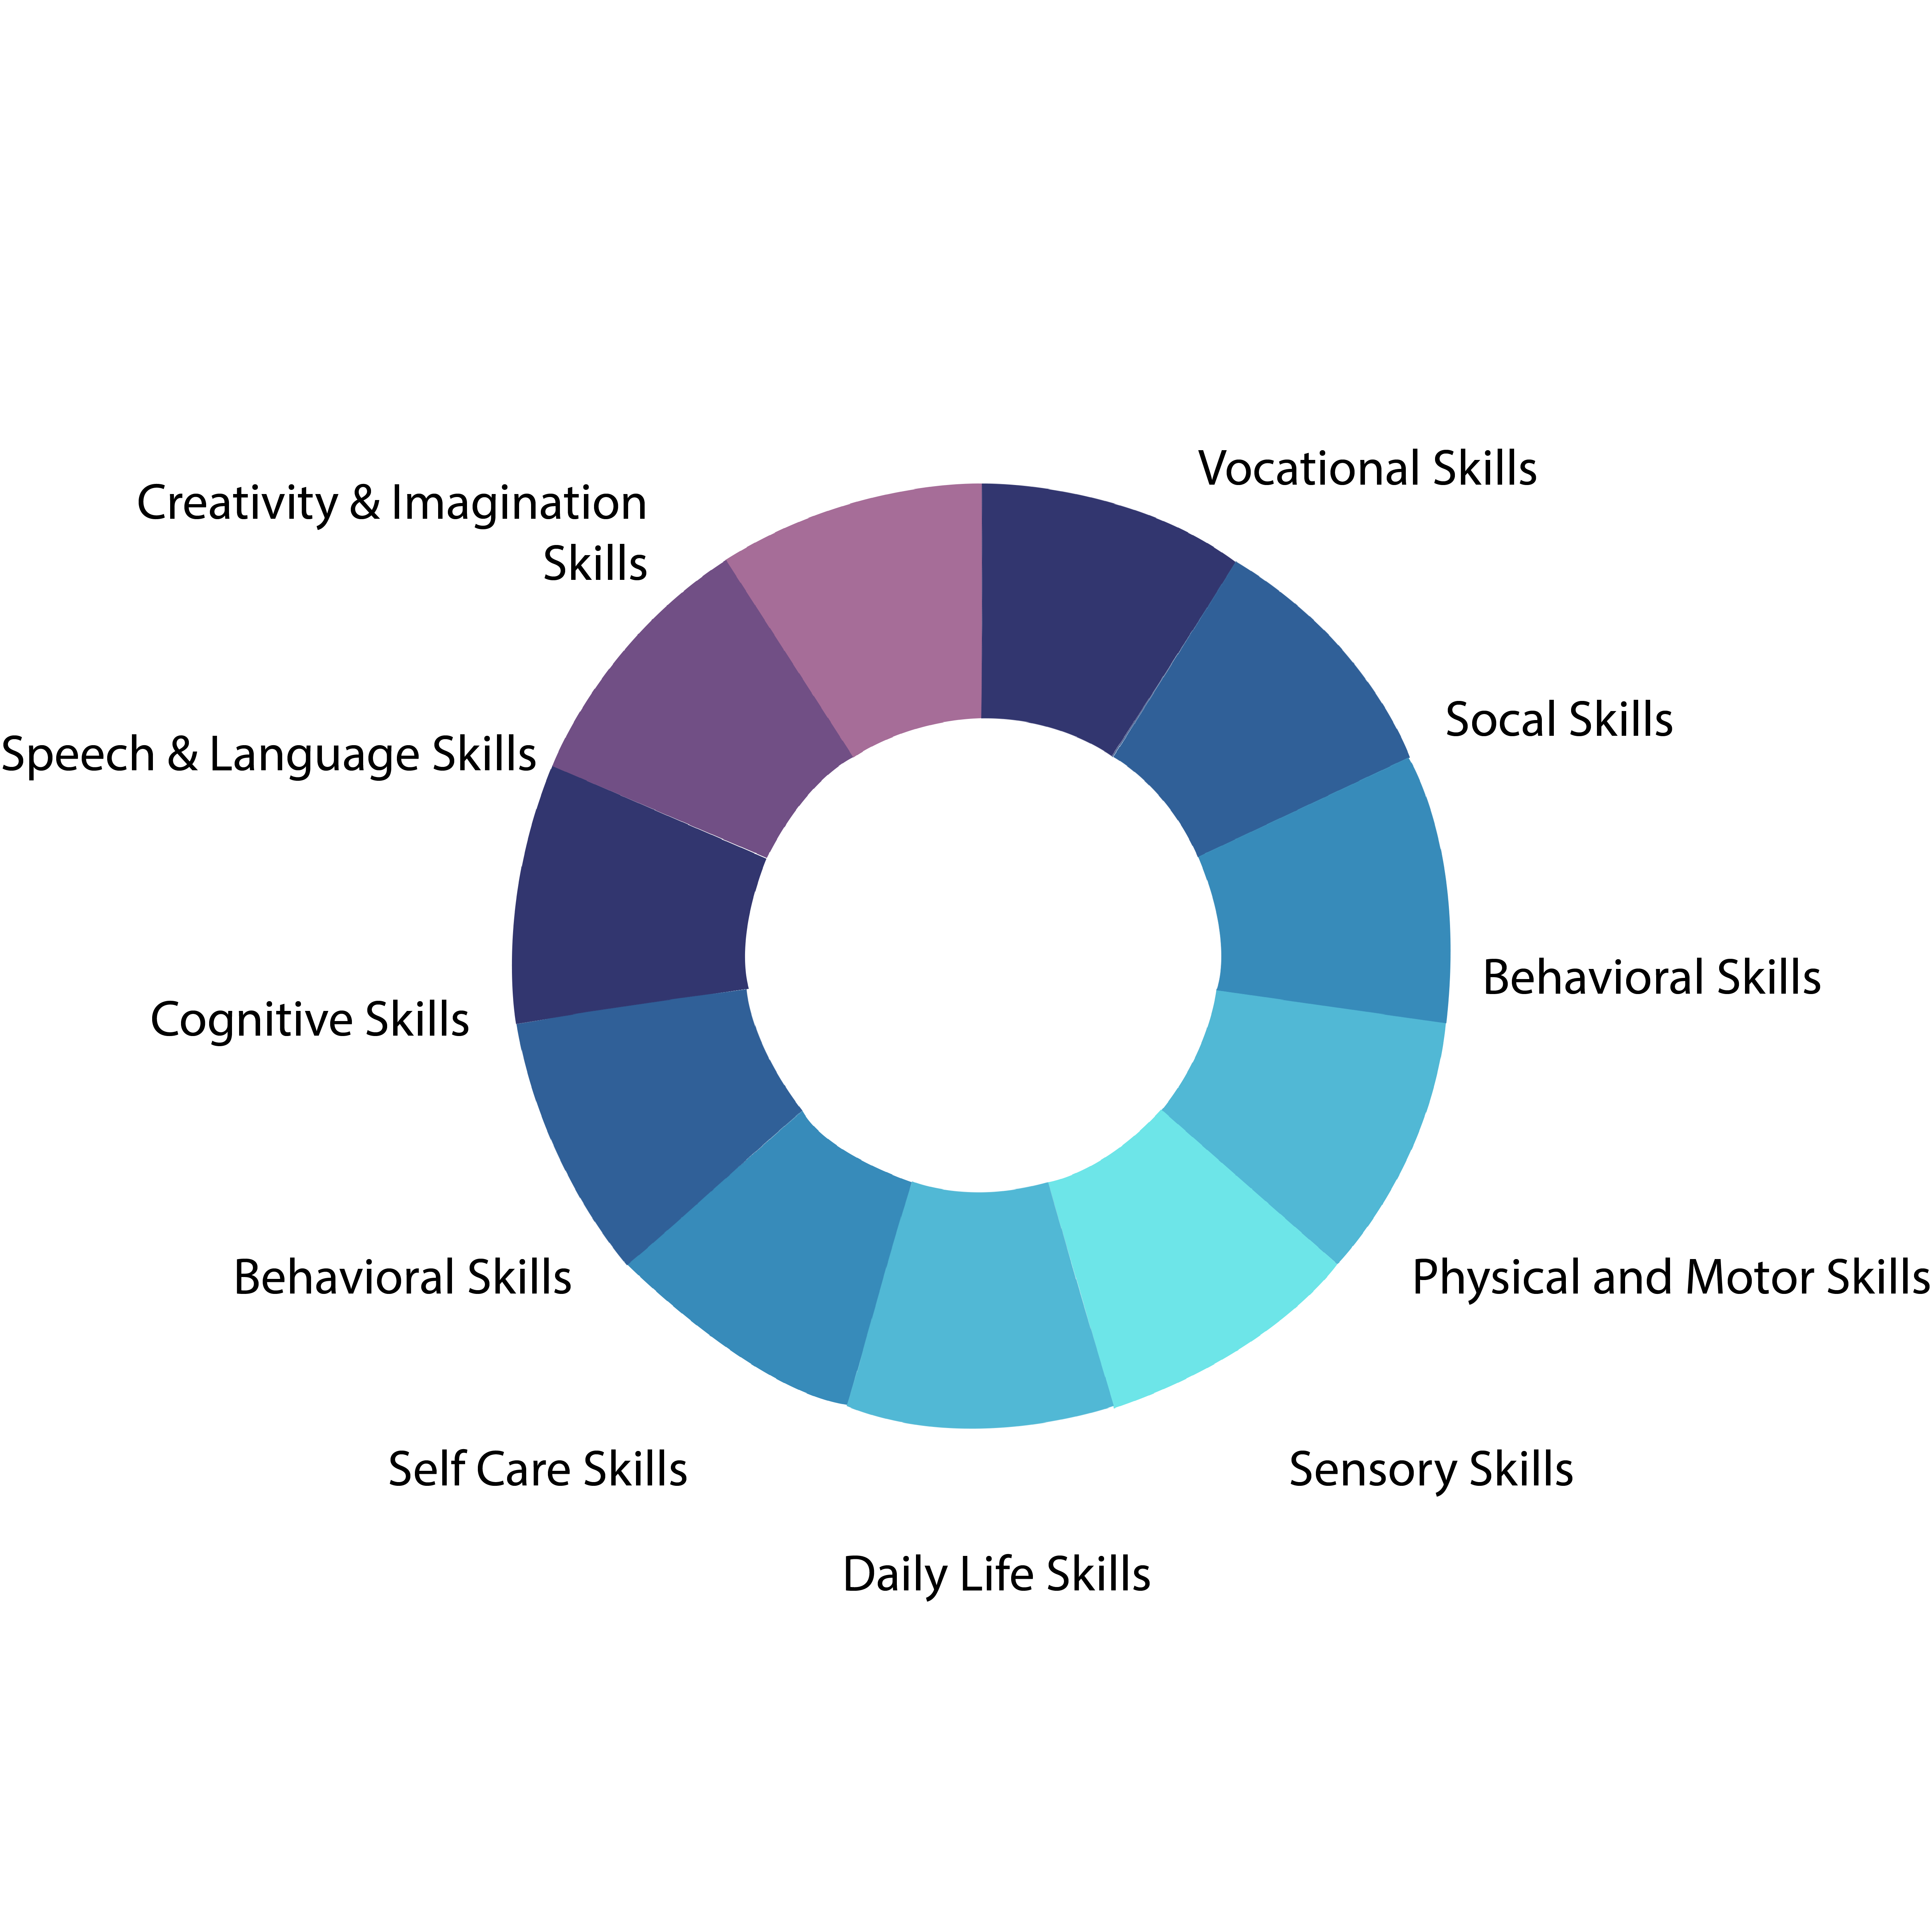 Vocational Skills
Creativity & Imagination
Skills
Socal Skills
Speech & Language Skills
Behavioral Skills
Cognitive Skills
Behavioral Skills
Physical and Motor Skills
Self Care Skills
Sensory Skills
Daily Life Skills